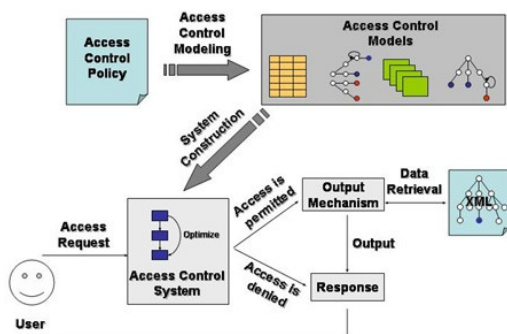 Access
Control
Policy
Access
Control
Modeling
Access Control
Models
System
Construction
Access
Request
User
Optimize
Access Control
System
Access is
permitted
Access is
denied
Output
Mechanism
Data
Retrieval
XML
Output
Response